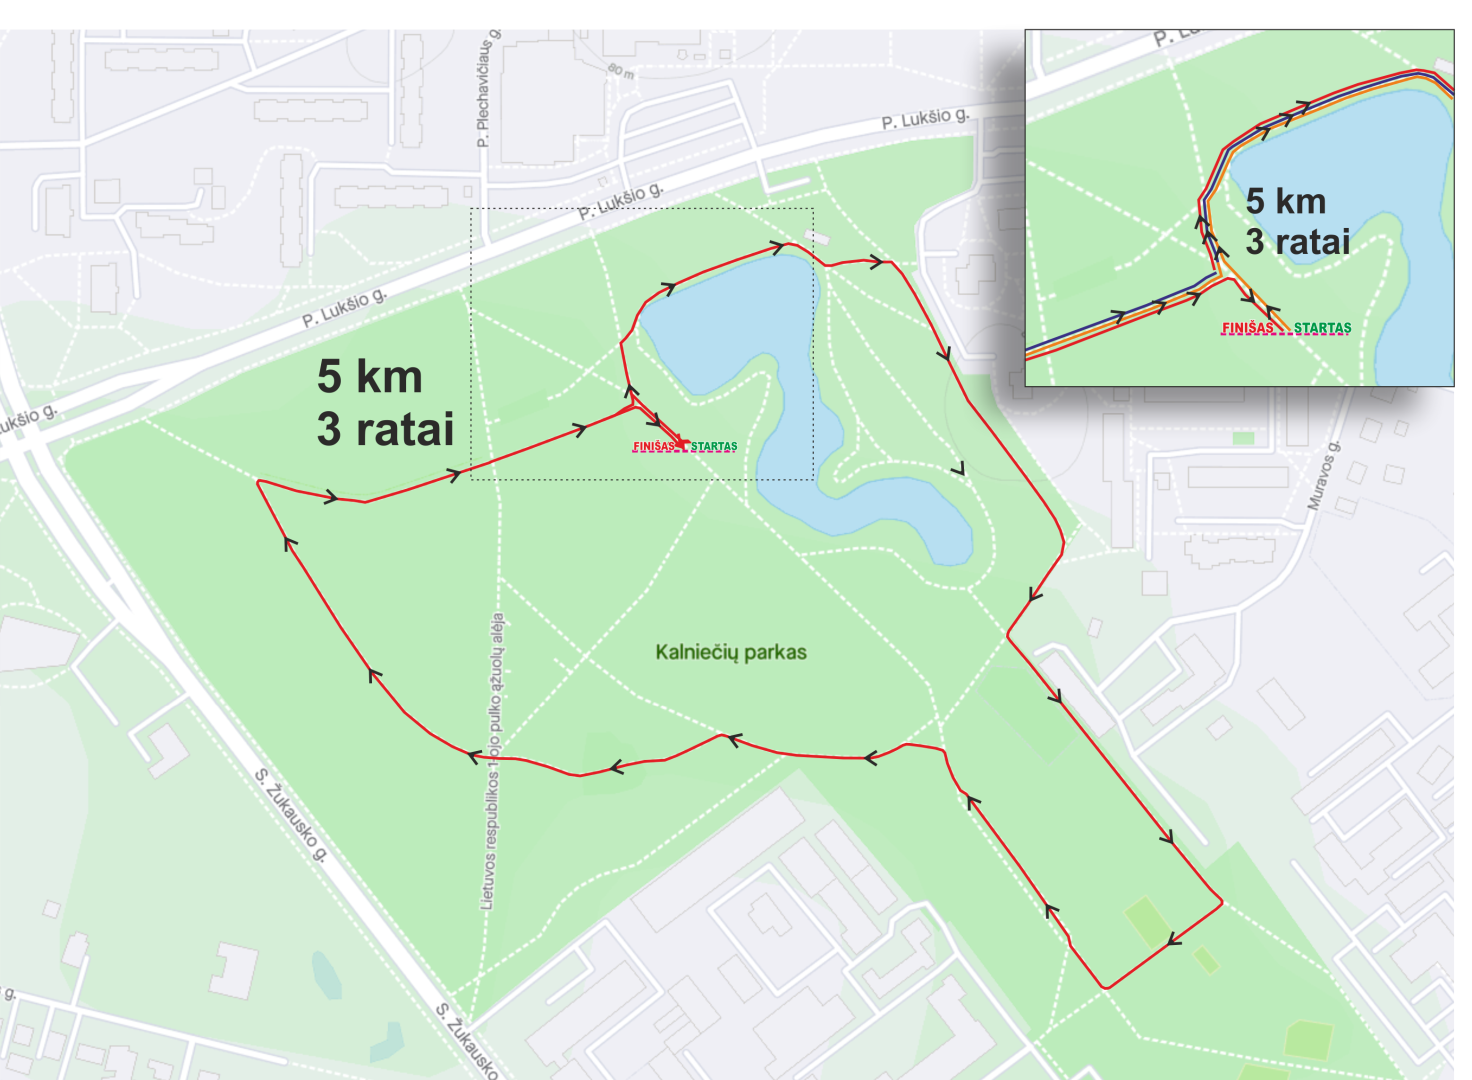 P. Plechavičiaus g.
80 m
P. Lukšio g.
P. Lukšio g.
P. Lukšio g.
Lukšio g.
5 km
3 ratai
FINIŠAS STARTAS
P. Lu
5 km
3 ratai
FINIŠAS STARTAS
Muravos g.
Kalniečių parkas
Lietuvos respublikos 1-ojo pulko ąžuolų alėja
S. Žukausko g.
S. Žukausko
g.